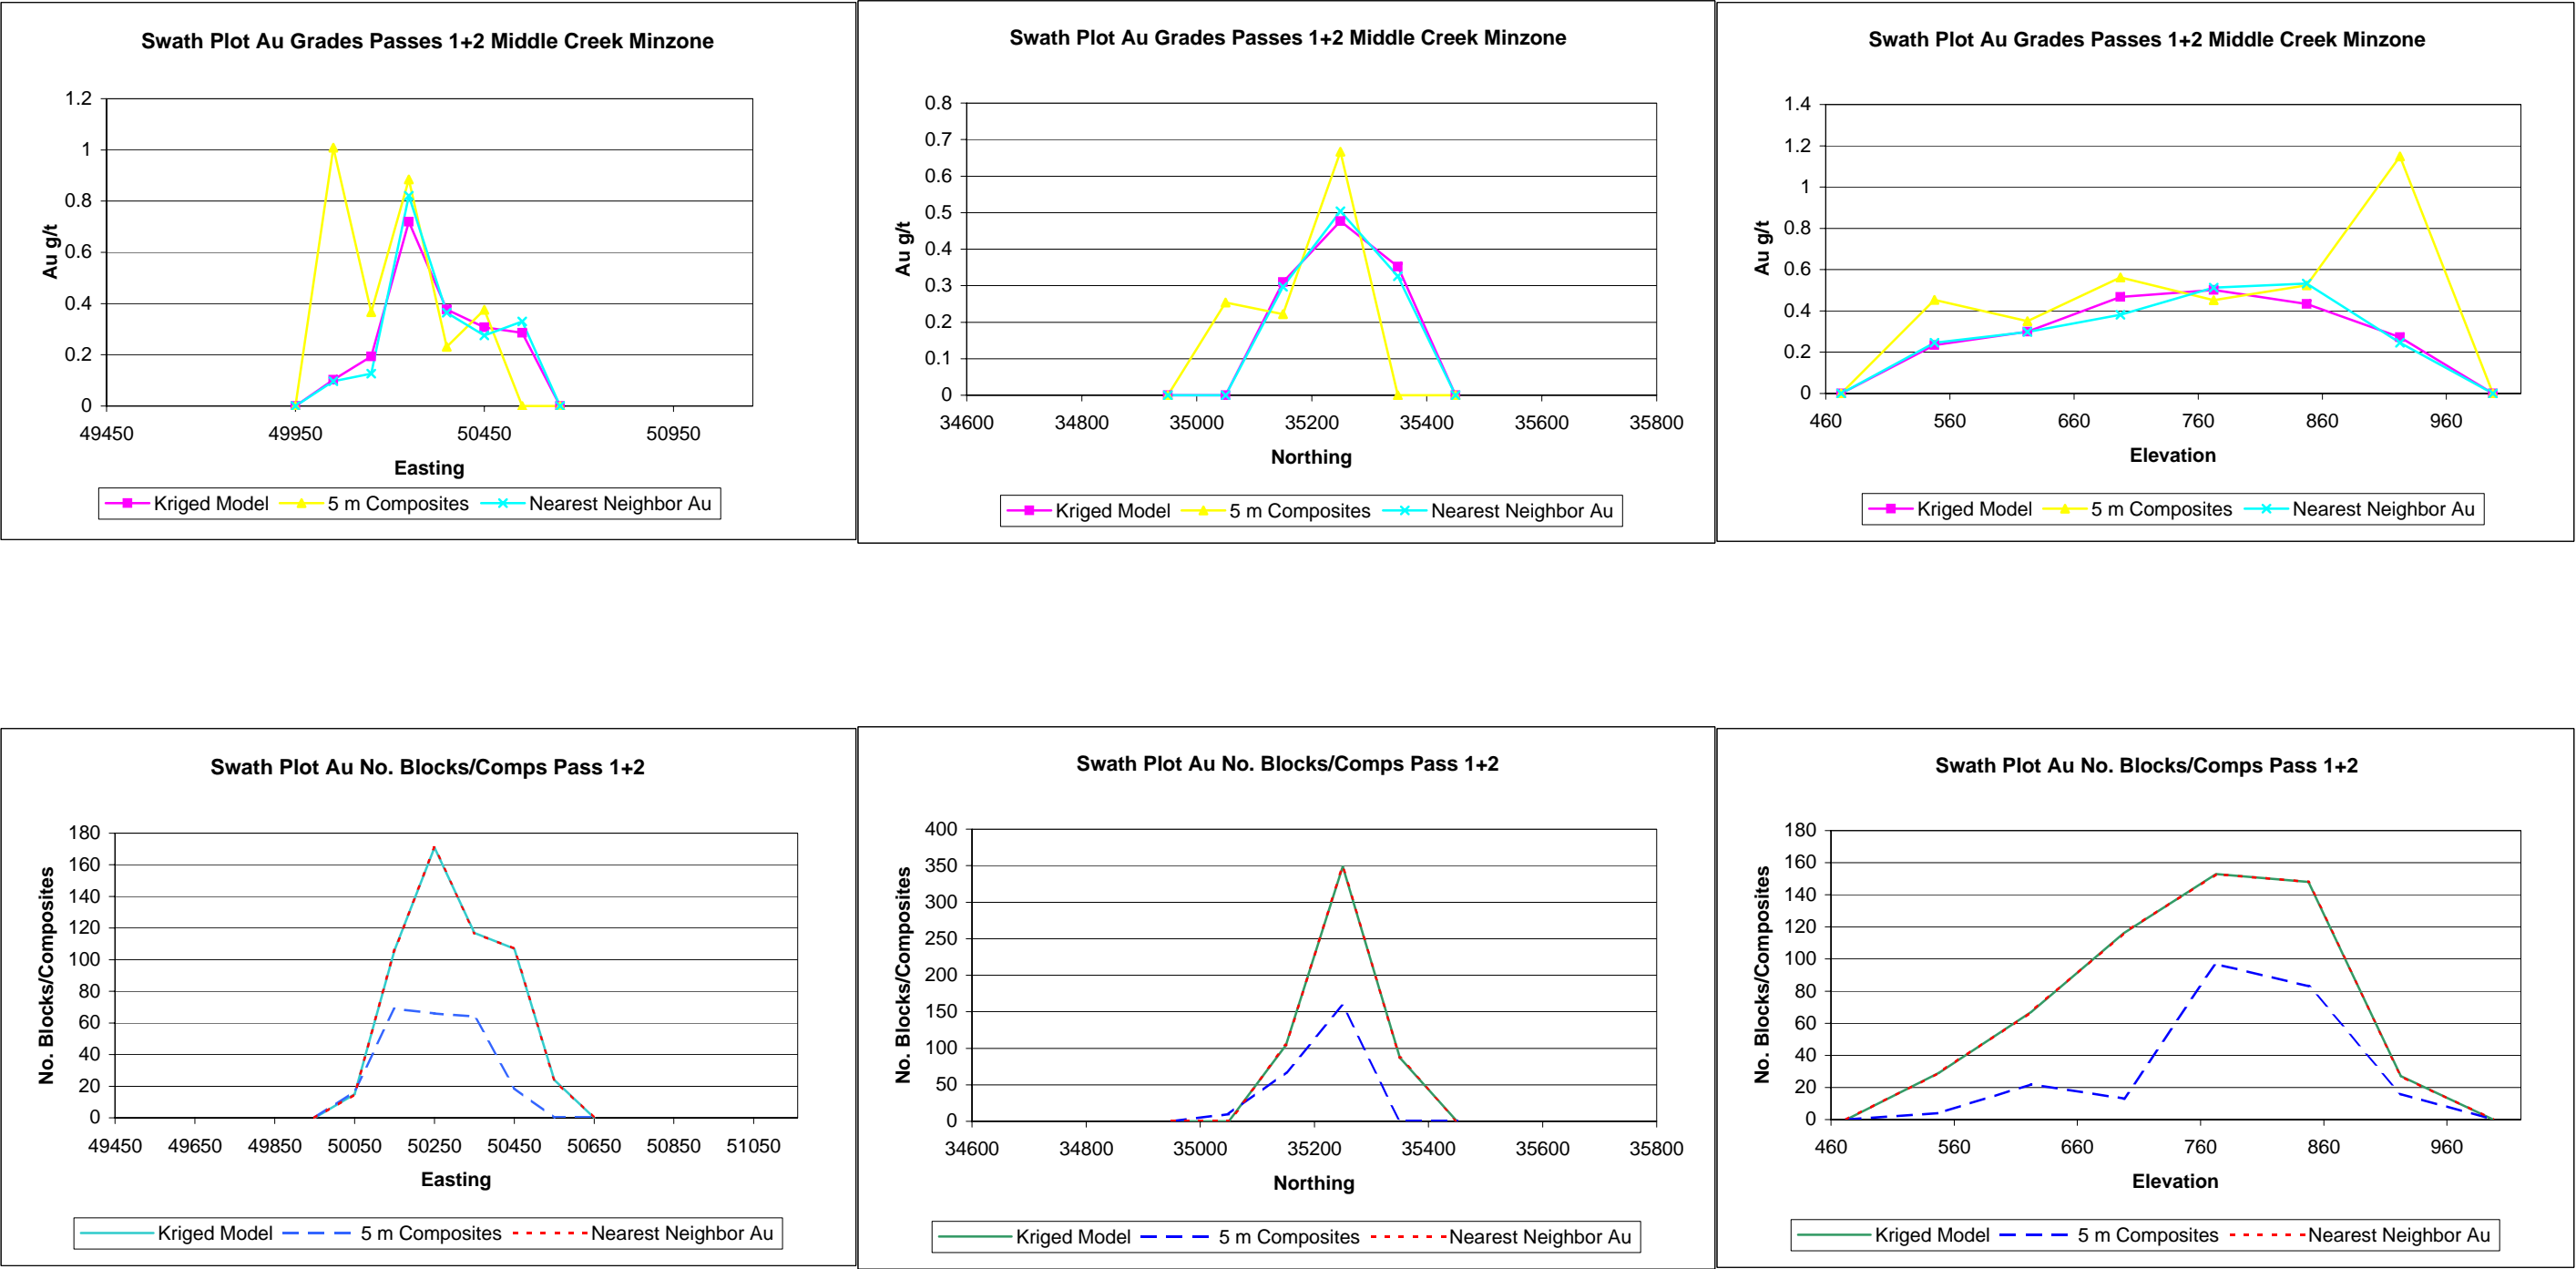 Swath Plot Au Grades Passes 1+2 Middle Creek Minzone
1.2
1
0.8
0.6
0.4
0.2
0
Au g/t
49450 49950 50450 50950
Easting
Kriged Model 5 m Composites Nearest Neighbor Au
Swath Plot Au Grades Passes 1+2 Middle Creek Minzone
0.8
0.7
0.6
0.5
0.4
0.3
0.2
0.1
0
Au g/t
34600 34800 35000 35200 35400 35600 35800
Northing
Kriged Model 5 m Composites Nearest Neighbor Au
Swath Plot Au Grades Passes 1+2 Middle Creek Minzone
1.4
1.2
1
0.8
0.6
0.4
0.2
0
Au g/t
460 560 660 760 860 960
Elevation
Kriged Model 5 m Composites Nearest Neighbor Au
Swath Plot Au No. Blocks/Comps Pass 1+2
180
160
140
120
100
80
60
40
20
0
No. Blocks/Composites
49450 49650 49850 50050 50250 50450 50650 50850 51050
Easting
Kriged Model 5 m Composites Nearest Neighbor Au
Swath Plot Au No. Blocks/Comps Pass 1+2
400
350
300
250
200
150
100
50
0
No. Blocks/Composites
34600 34800 35000 35200 35400 35600 35800
Northing
Kriged Model 5 m Composites Nearest Neighbor Au
Swath Plot Au No. Blocks/Comps Pass 1+2
180
160
140
120
100
80
60
40
20
0
No. Blocks/Composites
460 560 660 760 860 960
Elevation
Kriged Model 5 m Composites Nearest Neighbor Au